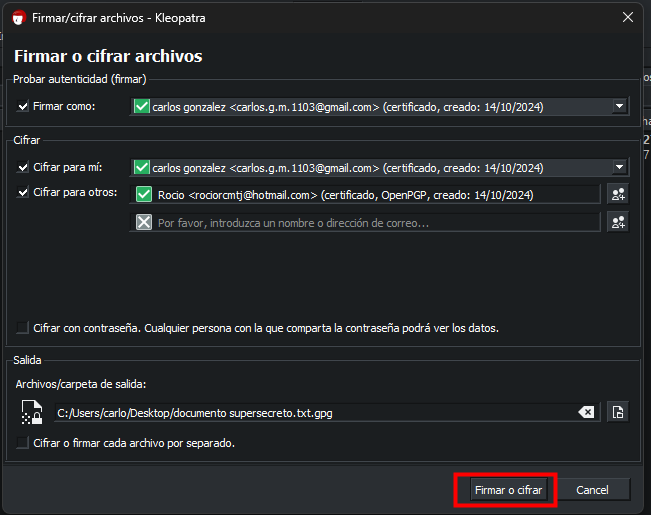 Firmar/cifrar archivos - Kleopatra
Firmar o cifrar archivos
Probar autenticidad (firmar)
Firmar como: carlos gonzalez <carlos.g.m.1103@gmail.com> (certificado, creado: 14/10/2024)
Cifrar
Cifrar para mí: carlos gonzalez <carlos.g.m.1103@gmail.com> (certificado, creado: 14/10/2024)
Cifrar para otros: Rocio <rociorcmtj@hotmail.com> (certificado, OpenPGP, creado: 14/10/2024)
Por favor, introduzca un nombre o dirección de correo...
Cifrar con contraseña. Cualquier persona con la que comparta la contraseña podrá ver los datos.
Salida
Archivos/carpeta de salida:
C:/Users/carlo/Desktop/documento supersecreto.txt.gpg
Cifrar o firmar cada archivo por separado.
Firmar o cifrar Cancel